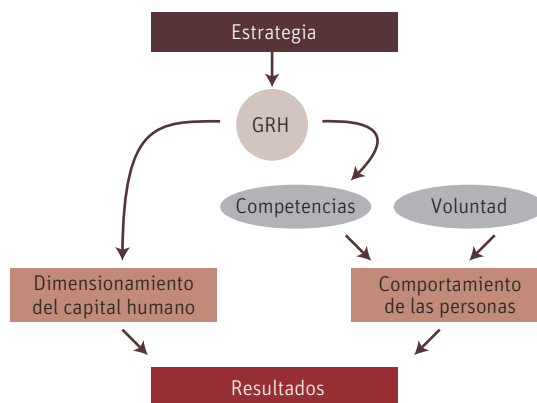 Estrategia
GRH
Competencias
Voluntad
Dimensionamiento
del capital humano
Comportamiento
de las personas
Resultados